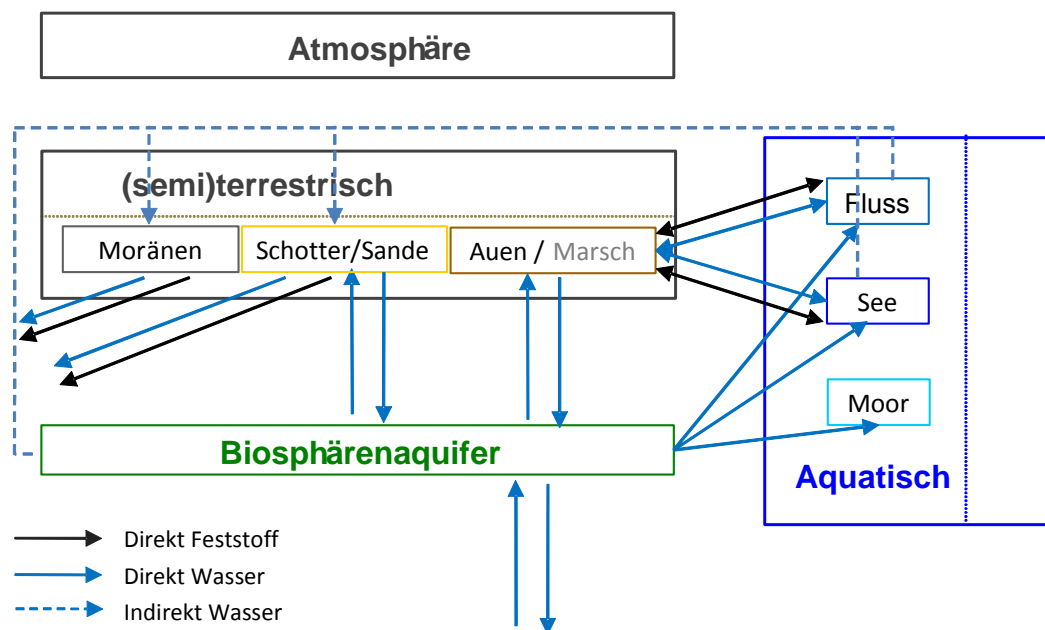 Atmosphäre
(semi)terrestrisch
Moränen
Schotter/Sande
Auen / Marsch
Fluss
See
Moor
Aquatisch
Biosphärenaquifer
Direkt Feststoff
Direkt Wasser
Indirekt Wasser